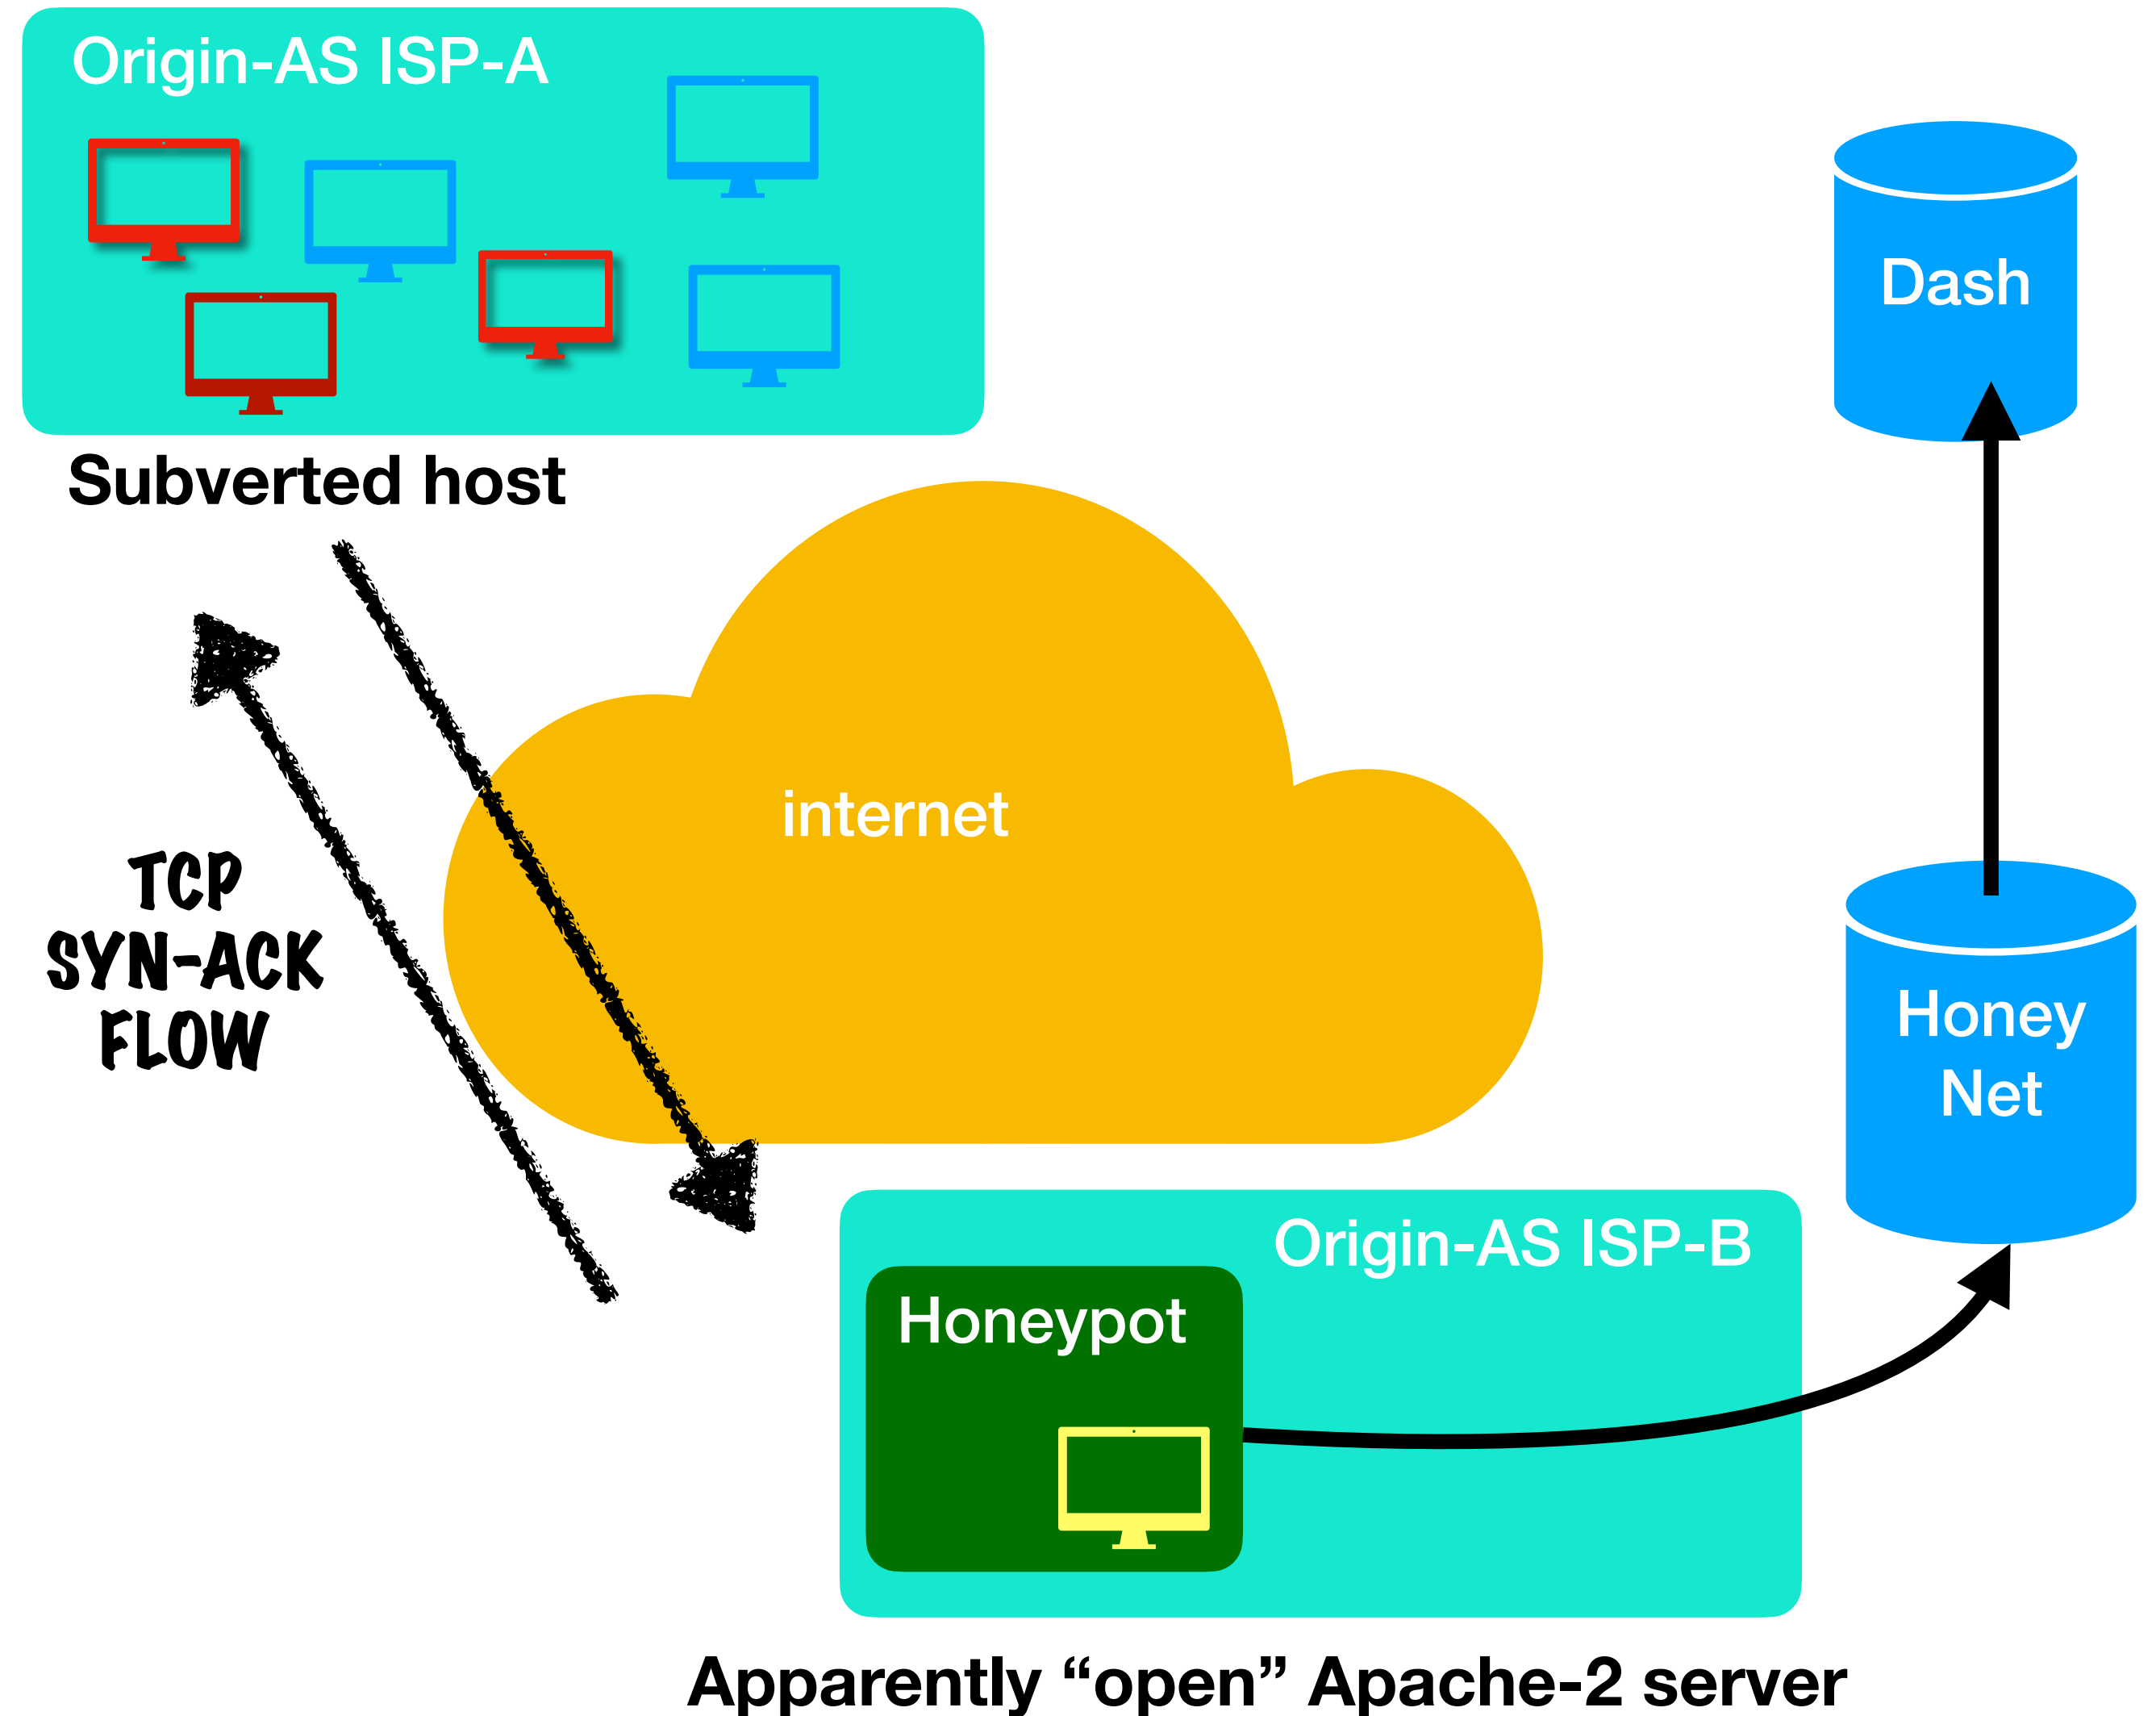 Origin-AS ISP-A
Subverted host
Dash
internet
TCP
SYN-ACK
FLOW
Honey
Net
Origin-AS ISP-B
Honeypot
Apparently “open” Apache-2 server